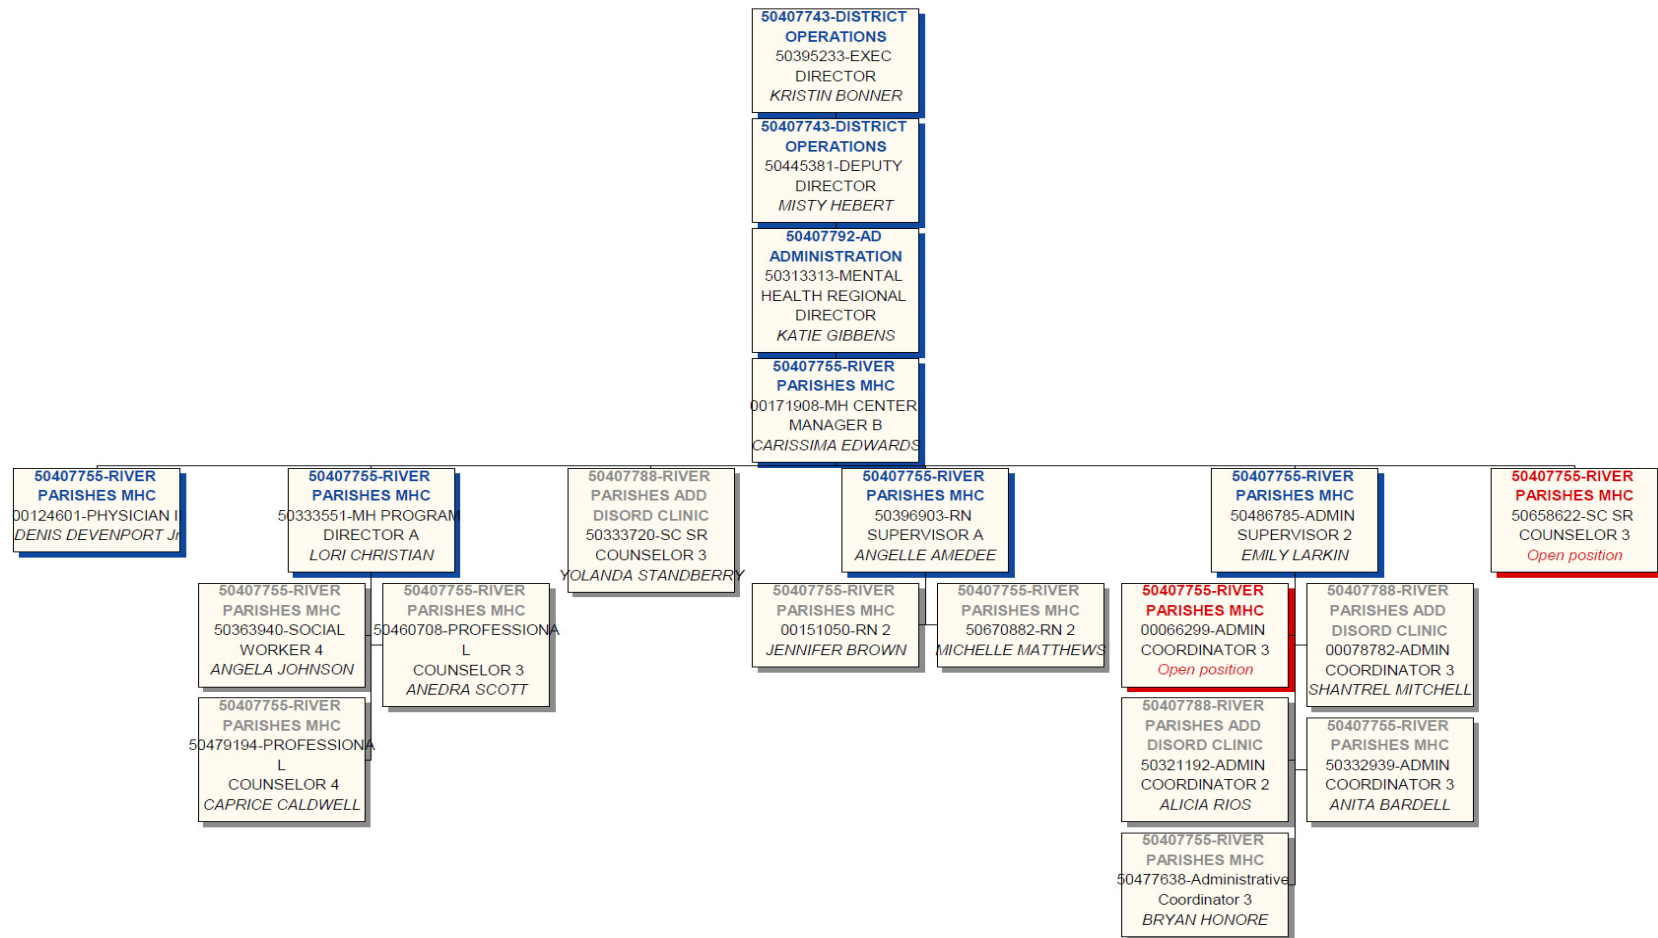 50407743-DISTRICT
OPERATIONS
50395233-EXEC
DIRECTOR
KRISTIN BONNER
50407743-DISTRICT
OPERATIONS
50445381-DEPUTY
DIRECTOR
MISTY HEBERT
50407792-AD
ADMINISTRATION
50313313-MENTAL
HEALTH REGIONAL
DIRECTOR
KATIE GIBBENS
50407755-RIVER
PARISHES MHC
00171908-MH CENTER
MANAGER B
CARISSIMA EDWARDS
50407755-RIVER
PARISHES MHC
00124601-PHYSICIAN II
DENIS DEVENPORT Jr
50407755-RIVER
PARISHES MHC
50333551-MH PROGRAM
DIRECTOR A
LORI CHRISTIAN
50407788-RIVER
PARISHES ADD
DISORD CLINIC
50333720-SC SR
COUNSELOR 3
YOLANDA STANDBERRY
50407755-RIVER
PARISHES MHC
50396903-RN
SUPERVISOR A
ANGELLE AMEDEE
50407755-RIVER
PARISHES MHC
50486785-ADMIN
SUPERVISOR 2
EMILY LARKIN
50407755-RIVER
PARISHES MHC
50658622-SC SR
COUNSELOR 3
Open position
50407755-RIVER
PARISHES MHC
50363940-SOCIAL
WORKER 4
ANGELA JOHNSON
50407755-RIVER
PARISHES MHC
50460708-PROFESSIONA
L
COUNSELOR 3
ANEDRA SCOTT
50407755-RIVER
PARISHES MHC
00151050-RN 2
JENNIFER BROWN
50407755-RIVER
PARISHES MHC
50670882-RN 2
MICHELLE MATTHEWS
50407755-RIVER
PARISHES MHC
00066299-ADMIN
COORDINATOR 3
Open position
50407788-RIVER
PARISHES ADD
DISORD CLINIC
00078782-ADMIN
COORDINATOR 3
SHANTREL MITCHELL
50407755-RIVER
PARISHES MHC
50479194-PROFESSIONA
L
COUNSELOR 4
CAPRICE CALDWELL
50407788-RIVER
PARISHES ADD
DISORD CLINIC
50321192-ADMIN
COORDINATOR 2
ALICIA RIOS
50407755-RIVER
PARISHES MHC
50332939-ADMIN
COORDINATOR 3
ANITA BARDELL
50407755-RIVER
PARISHES MHC
50477638-Administrative
Coordinator 3
BRYAN HONORE